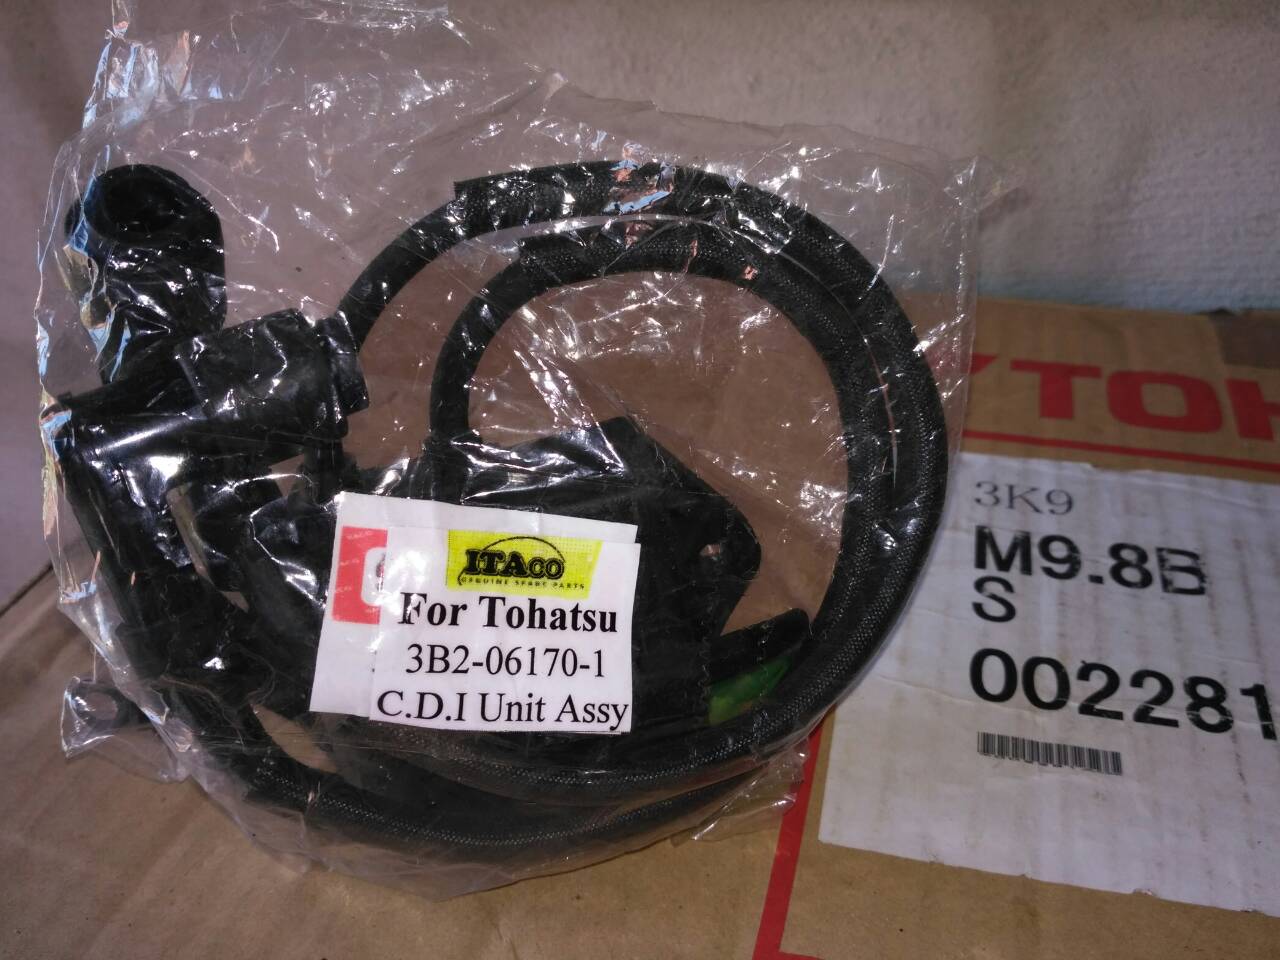 ITACO
GENUINE SPARE PARTS
For Tohatsu
3B2-06170-1
C.D.I Unit Assy
TOH
3K9
M9.8B
S
002281